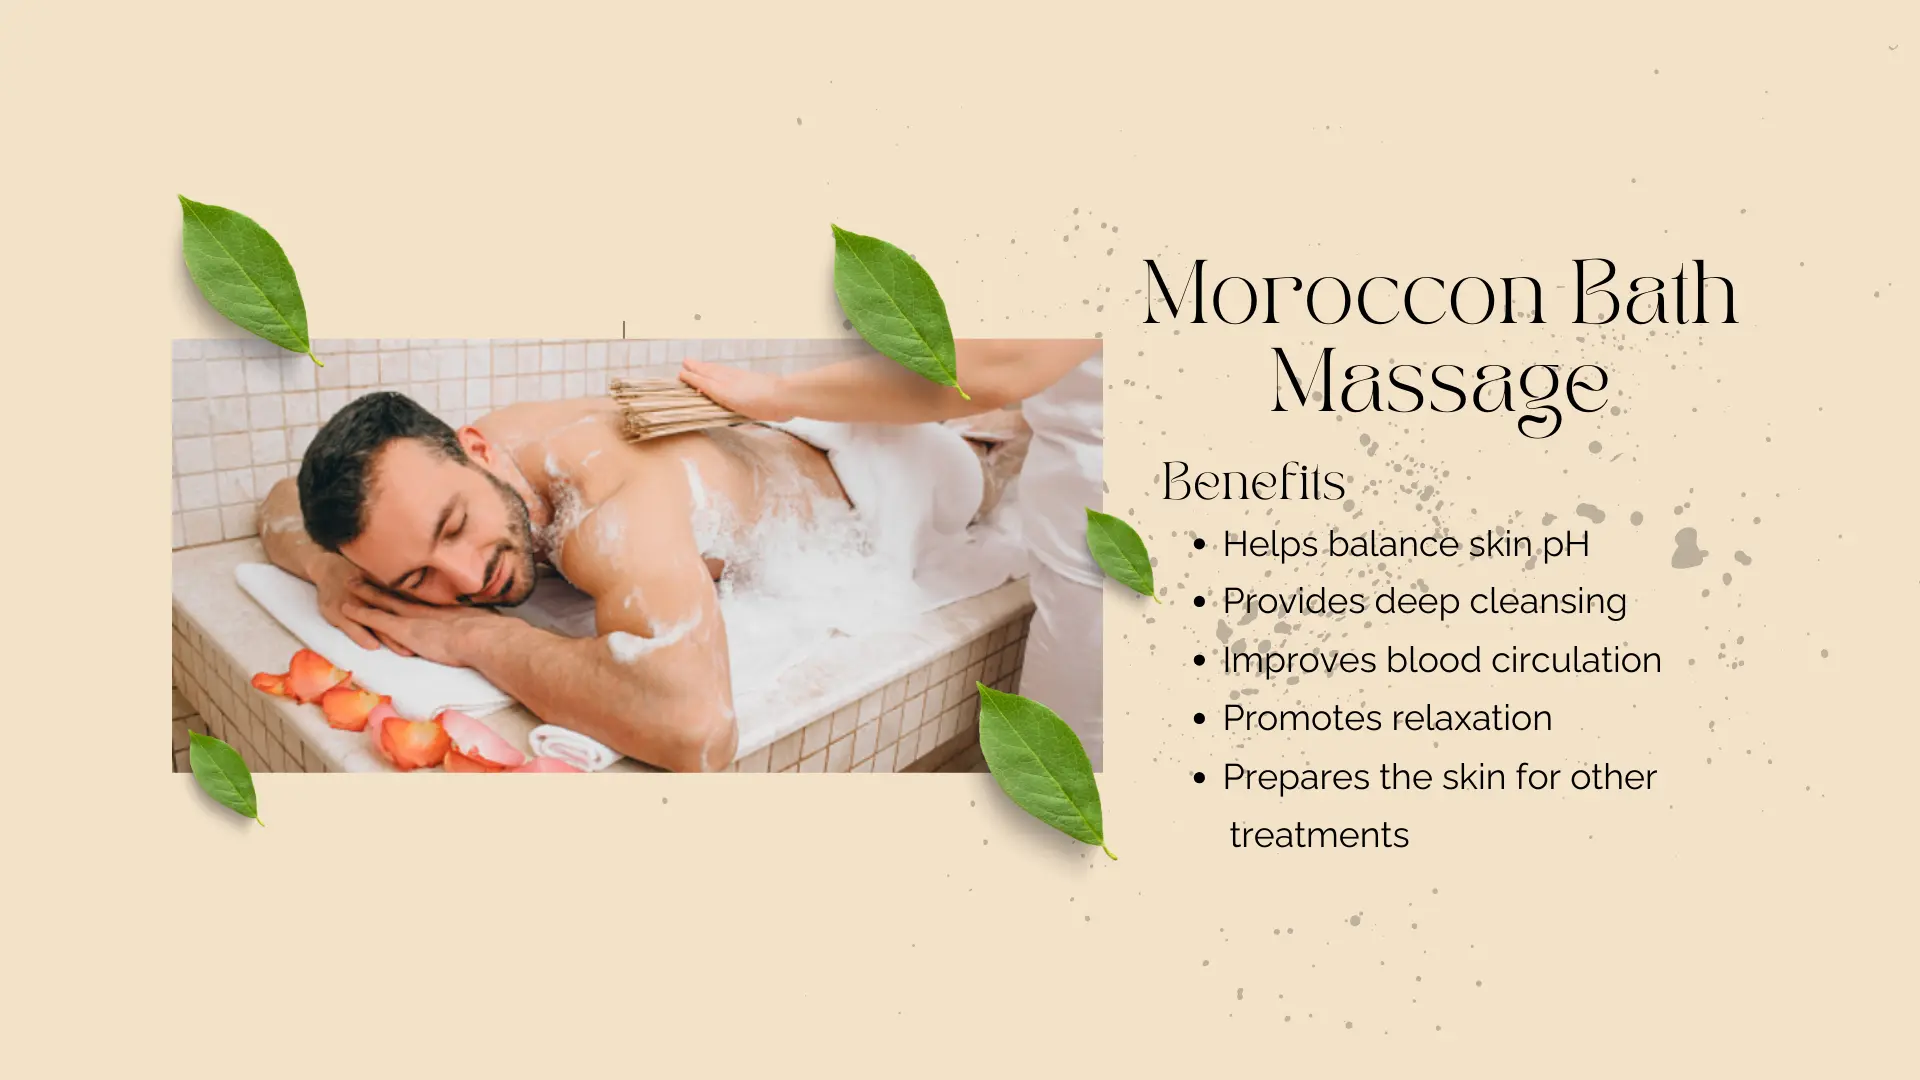 Moroccon Bath
Massage
Benefits
• Helps balance skin pH
• Provides deep cleansing
• Improves blood circulation
• Promotes relaxation
• Prepares the skin for other
treatments